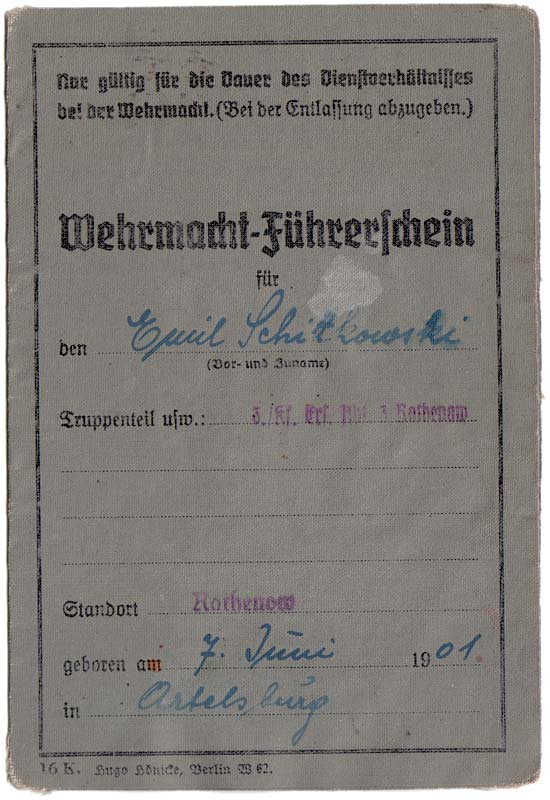 Nur gültig für die Dauer des Dienstverhältnisses
bei der Wehrmacht. (Bei der Entlassung abzugeben.)
Wehrmacht-Führerschein
für
den Emil Schitkowski
(Vor- und Zuname)
Truppenteil usw.: 3./Kf. Ers. Abt. 3 Rathenow
Standort Rathenow
geboren am 7. Juni 1901
in Artelsburg
16 K. Hugo Hönicke, Berlin W 62.